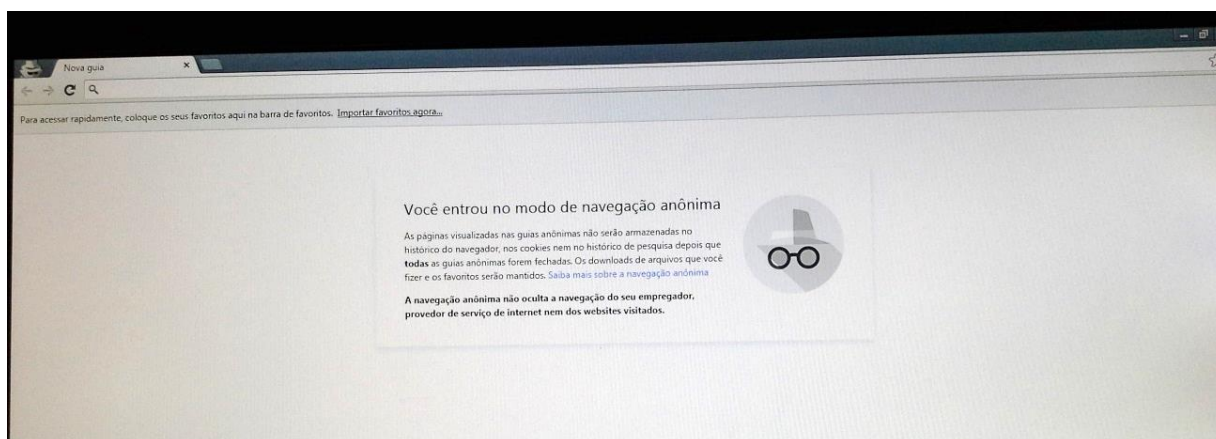 Nova guia
Para acessar rapidamente, coloque os seus favoritos aqui na barra de favoritos. Importar favoritos agora...
Você entrou no modo de navegação anônima
As páginas visualizadas nas guias anônimas não serão armazenadas no
histórico do navegador, nos cookies nem no histórico de pesquisa depois que
todas as guias anônimas forem fechadas. Os downloads de arquivos que você
fizer e os favoritos serão mantidos. Saiba mais sobre a navegação anônima
A navegação anônima não oculta a navegação do seu empregador,
provedor de serviço de internet nem dos websites visitados.